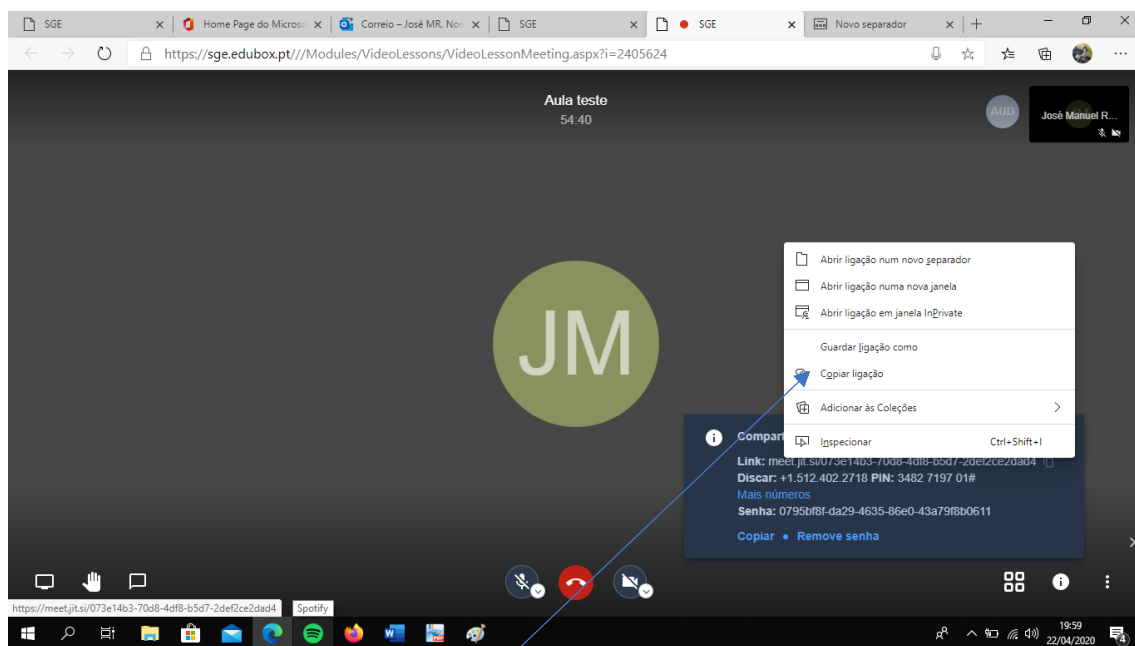 SGE
Home Page do Microsc
Correio – José MR. Non
SGE
SGE
Novo separador
https://sge.edubox.pt///Modules/VideoLessons/VideoLessonMeeting.aspx?i=2405624
Aula teste
54:40
AUD
José Manuel R...
JM
Abrir ligação num novo separador
Abrir ligação numa nova janela
Abrir ligação em janela InPrivate
Guardar ligação como
Copiar ligação
Adicionar às Coleções
Inspecionar Ctrl+Shift+I
Compart
Link: meet.jit.si/073e14b3-70d8-4df8-b5d7-2def2ce2dad4
Discar: +1.512.402.2718 PIN: 3482 7197 01#
Mais números
Senha: 0795bf8f-da29-4635-86e0-43a79f8b0611
Copiar • Remove senha
https://meet.jit.si/073e14b3-70d8-4df8-b5d7-2def2ce2dad4
Spotify
19:59
22/04/2020
4